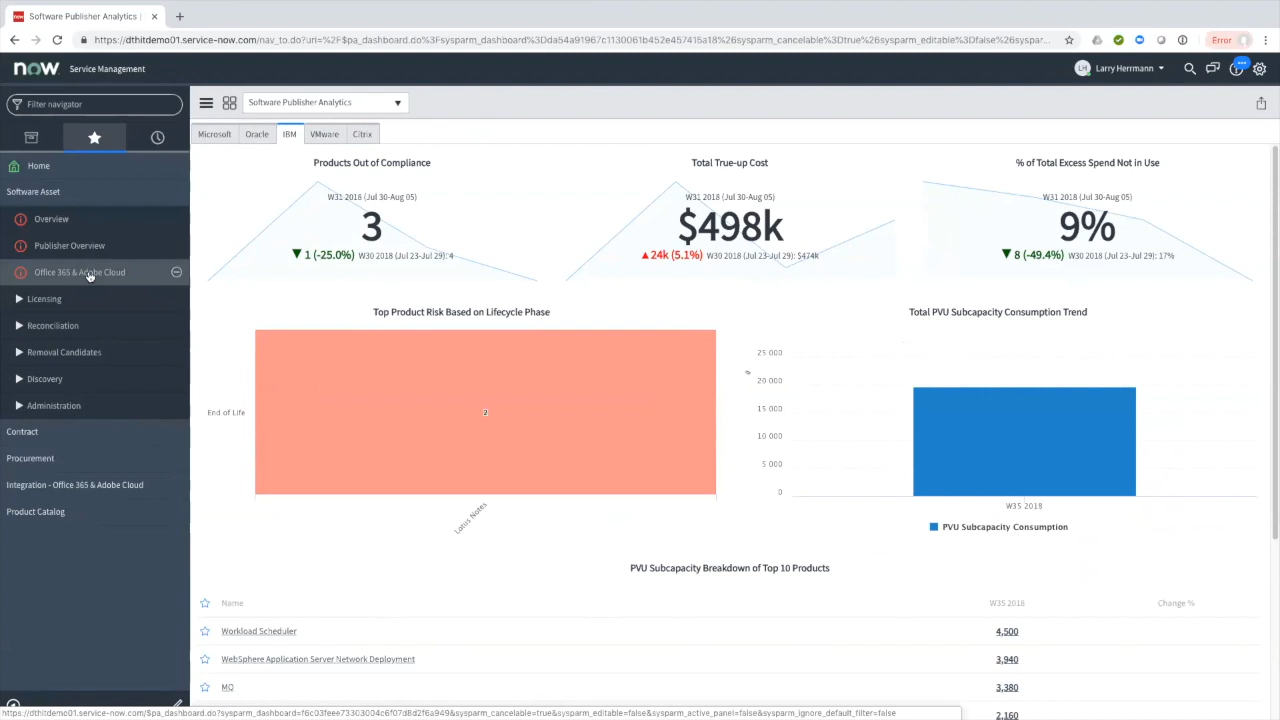 Software Publisher Analytics |
https://dthitdemo01.service-now.com/nav_to.do?uri=%2F$pa_dashboard.do%3Fsysparm_dashboard%3Dda54a91967c1130061b452e457415a18%26sysparm_cancelable%3Dtrue%26sysparm_editable%3Dfalse%26syspar...
Error
now Service Management
LH Larry Herrmann
Filter navigator
Software Publisher Analytics
Microsoft Oracle IBM VMware Citrix
Home
Software Asset
Overview
Publisher Overview
Office 365 & Adobe Cloud
Licensing
Reconciliation
Removal Candidates
Discovery
Administration
Contract
Procurement
Integration - Office 365 & Adobe Cloud
Product Catalog
Products Out of Compliance
W31 2018 (Jul 30-Aug 05)
3
▼ 1 (-25.0%) W30 2018 (Jul 23-Jul 29): 4
Total True-up Cost
W31 2018 (Jul 30-Aug 05)
$498k
▲ 24k (5.1%) W30 2018 (Jul 23-Jul 29): $474k
% of Total Excess Spend Not in Use
W31 2018 (Jul 30-Aug 05)
9%
▼ 8 (-49.4%) W30 2018 (Jul 23-Jul 29): 17%
Top Product Risk Based on Lifecycle Phase
End of Life
2
Lotus Notes
Total PVU Subcapacity Consumption Trend
#
25 000
20 000
15 000
10 000
5 000
0
W35 2018
PVU Subcapacity Consumption
PVU Subcapacity Breakdown of Top 10 Products
Name W35 2018 Change %
Workload Scheduler 4,500
WebSphere Application Server Network Deployment 3,940
MQ 3,380
2,160
https://dthitdemo01.service-now.com/$pa_dashboard.do?sysparm_dashboard=f6c03feee73303004c6f07d8d2f6a949&sysparm_cancelable=true&sysparm_editable=false&sysparm_active_panel=false&sysparm_ignore_default_filter=false